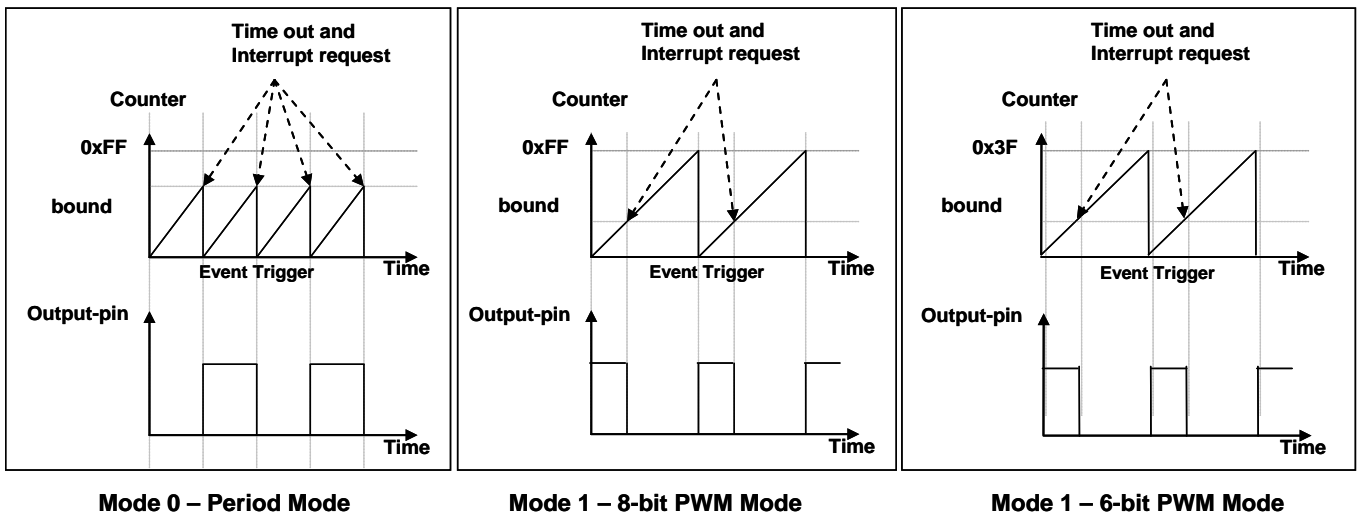 Time out and
Interrupt request
Counter
0xFF
bound
Event Trigger
Time
Output-pin
Time
Mode 0 – Period Mode
Time out and
Interrupt request
Counter
0xFF
bound
Event Trigger
Time
Output-pin
Time
Mode 1 – 8-bit PWM Mode
Time out and
Interrupt request
Counter
0x3F
bound
Event Trigger
Time
Output-pin
Time
Mode 1 – 6-bit PWM Mode